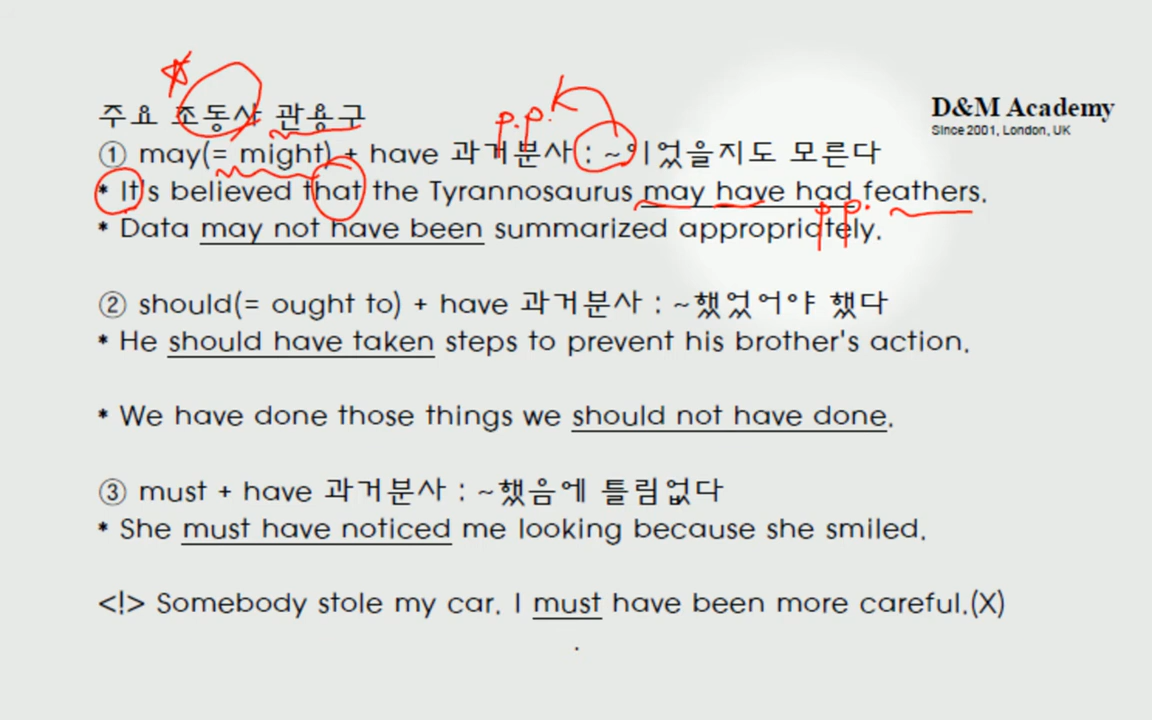 D&M Academy
Since 2001, London, UK
주요 조동사 관용구
p.p.
① may(= might) + have 과거분사 : ~이었을지도 모른다
* It's believed that the Tyrannosaurus may have had feathers.
p.p.
* Data may not have been summarized appropriately.
② should(= ought to) + have 과거분사 : ~했었어야 했다
* He should have taken steps to prevent his brother's action.
* We have done those things we should not have done.
③ must + have 과거분사 : ~했음에 틀림없다
* She must have noticed me looking because she smiled.
<!> Somebody stole my car. I must have been more careful.(X)